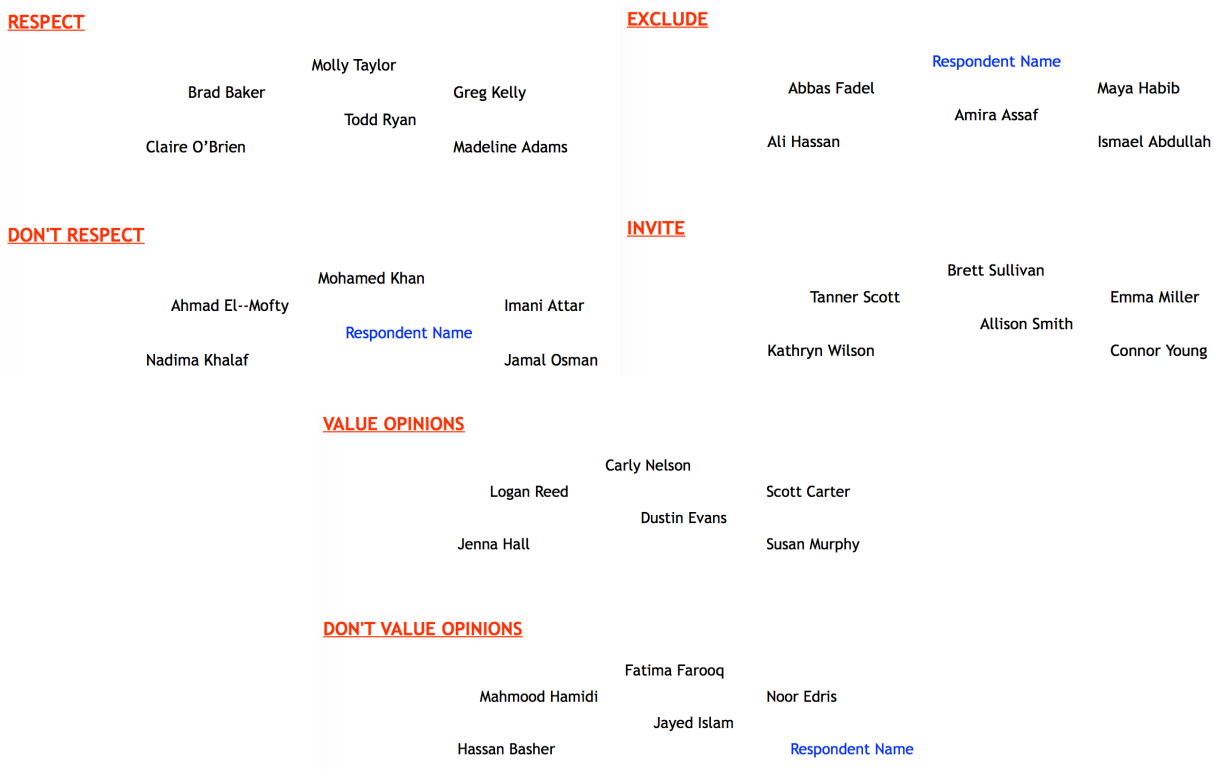 RESPECT
Molly Taylor
Brad Baker Greg Kelly
Todd Ryan
Claire O’Brien Madeline Adams
DON'T RESPECT
Mohamed Khan
Ahmad El--Mofty Imani Attar
Respondent Name
Nadima Khalaf Jamal Osman
EXCLUDE
Respondent Name
Abbas Fadel Maya Habib
Amira Assaf
Ali Hassan Ismael Abdullah
INVITE
Brett Sullivan
Tanner Scott Emma Miller
Allison Smith
Kathryn Wilson Connor Young
VALUE OPINIONS
Carly Nelson
Logan Reed Scott Carter
Dustin Evans
Jenna Hall Susan Murphy
DON'T VALUE OPINIONS
Fatima Farooq
Mahmood Hamidi Noor Edris
Jayed Islam
Hassan Basher Respondent Name